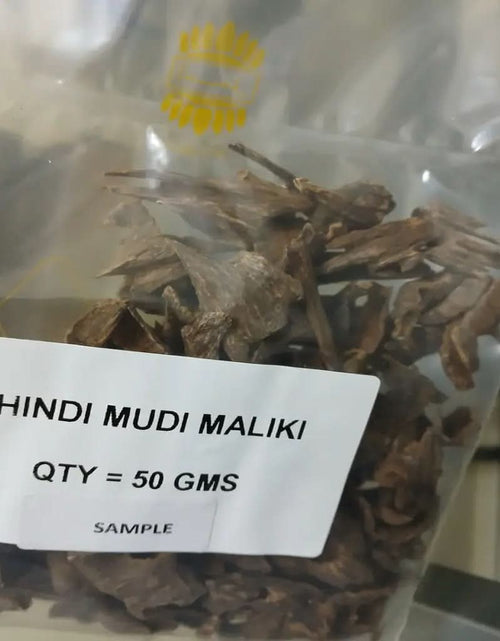 HINDI MUDI MALIKI
QTY = 50 GMS
SAMPLE